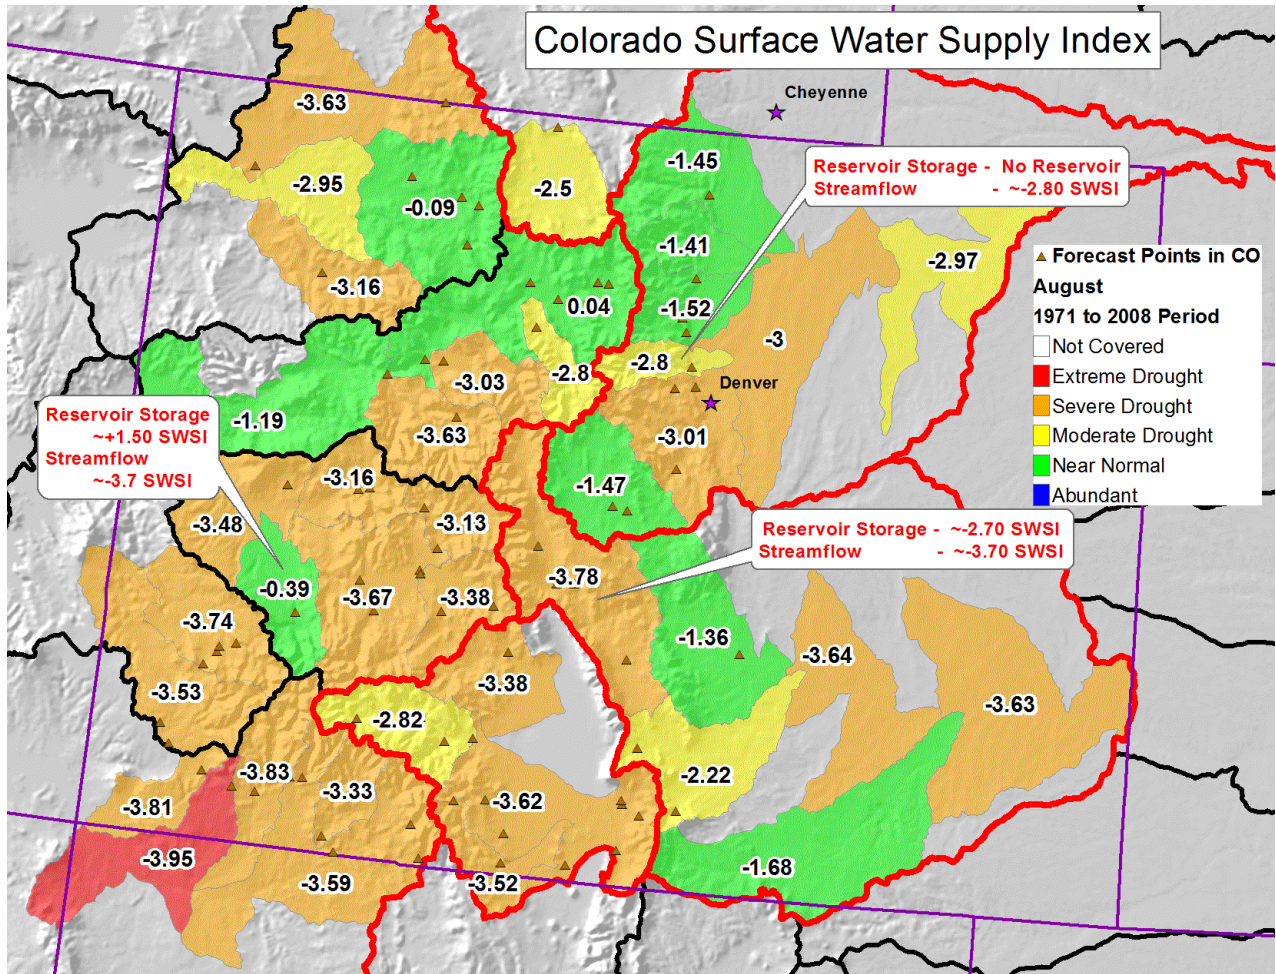 Colorado Surface Water Supply Index
Cheyenne
-3.63
-1.45
Reservoir Storage - No Reservoir
Streamflow - ~-2.80 SWSI
-2.95
-2.5
-0.09
-1.41
-2.97
Forecast Points in CO
August
1971 to 2008 Period
Not Covered
Extreme Drought
Severe Drought
Moderate Drought
Near Normal
Abundant
-3.16
0.04
-1.52
-3
-2.8
-2.8
-3.03
Denver
Reservoir Storage
~+1.50 SWSI
Streamflow
~-3.7 SWSI
-1.19
-3.63
-3.01
-3.16
-1.47
-3.48
-3.13
Reservoir Storage - ~-2.70 SWSI
Streamflow - ~-3.70 SWSI
-0.39
-3.67
-3.38
-3.78
-3.74
-1.36
-3.64
-3.53
-3.38
-3.63
-2.82
-3.83
-3.33
-2.22
-3.81
-3.62
-3.95
-1.68
-3.59
-3.52